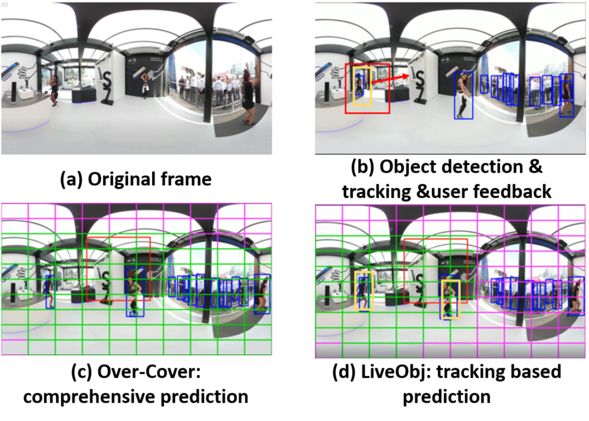 (a) Original frame
(b) Object detection &
tracking &user feedback
(c) Over-Cover:
comprehensive prediction
(d) LiveObj: tracking based
prediction